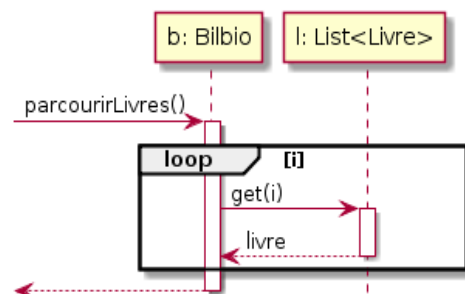 b: Bilbio
l: List<Livre>
parcourirLivres()
loop
[i]
get(i)
livre